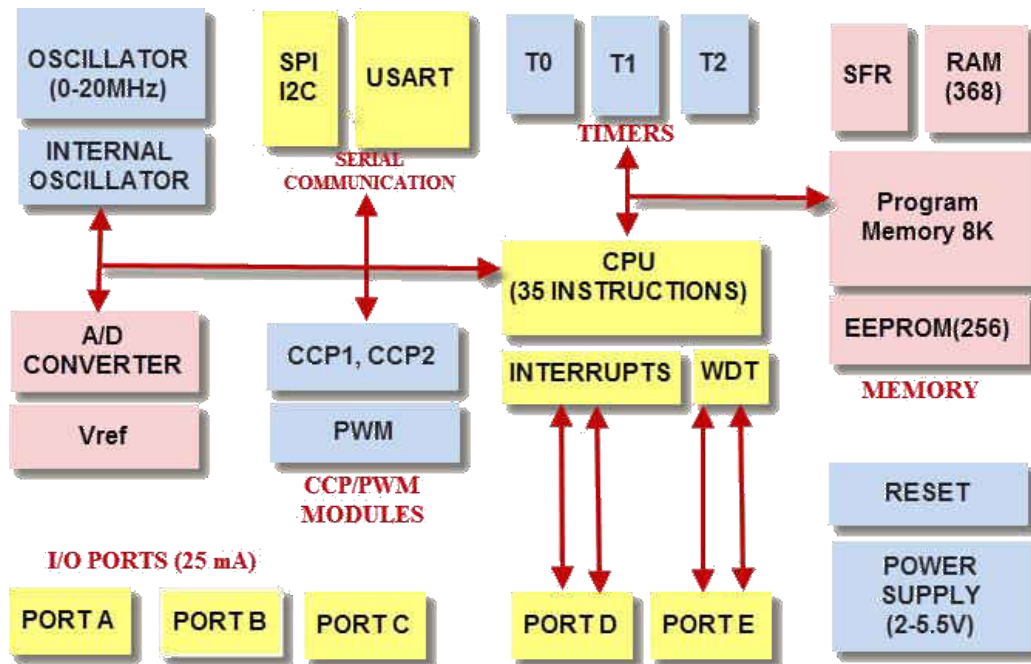 OSCILLATOR
(0-20MHz)
INTERNAL
OSCILLATOR
SPI
I2C
USART
SERIAL
COMMUNICATION
T0
T1
T2
TIMERS
SFR
RAM
(368)
Program
Memory 8K
EEPROM(256)
MEMORY
CPU
(35 INSTRUCTIONS)
A/D
CONVERTER
Vref
CCP1, CCP2
PWM
CCP/PWM
MODULES
INTERRUPTS
WDT
RESET
POWER
SUPPLY
(2-5.5V)
I/O PORTS (25 mA)
PORT A
PORT B
PORT C
PORT D
PORT E